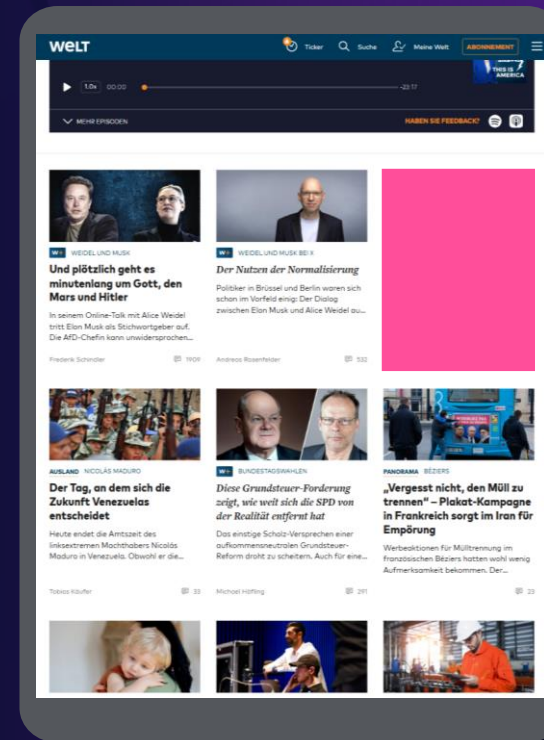 WELT
Ticker
Suche
Meine Welt
ABONNEMENT
THIS IS
AMERICA
1.0x
00:00
-23:17
MEHR EPISODEN
HABEN SIE FEEDBACK?
W+ WEIDEL UND MUSK
Und plötzlich geht es
minutenlang um Gott, den
Mars und Hitler
In seinem Online-Talk mit Alice Weidel
tritt Elon Musk als Stichwortgeber auf.
Die AfD-Chefin kann unwidersprochen...
Frederik Schindler
1909
W+ WEIDEL UND MUSK BEI X
Der Nutzen der Normalisierung
Politiker in Brüssel und Berlin waren sich
schon im Vorfeld einig: Der Dialog
zwischen Elon Musk und Alice Weidel au...
Andreas Rosenfelder
532
AUSLAND NICOLÁS MADURO
Der Tag, an dem sich die
Zukunft Venezuelas
entscheidet
Heute endet die Amtszeit des
linksextremen Machthabers Nicolás
Maduro in Venezuela. Obwohl er die...
Tobias Käufer
33
W+ BUNDESTAGSWAHLEN
Diese Grundsteuer-Forderung
zeigt, wie weit sich die SPD von
der Realität entfernt hat
Das einstige Scholz-Versprechen einer
aufkommensneutralen Grundsteuer-
Reform droht zu scheitern. Auch für eine...
Michael Höfling
291
PANORAMA BÉZIERS
„Vergesst nicht, den Müll zu
trennen“ – Plakat-Kampagne
in Frankreich sorgt im Iran für
Empörung
Werbeaktionen für Mülltrennung im
französischen Béziers hatten wohl wenig
Aufmerksamkeit bekommen. Der...
23